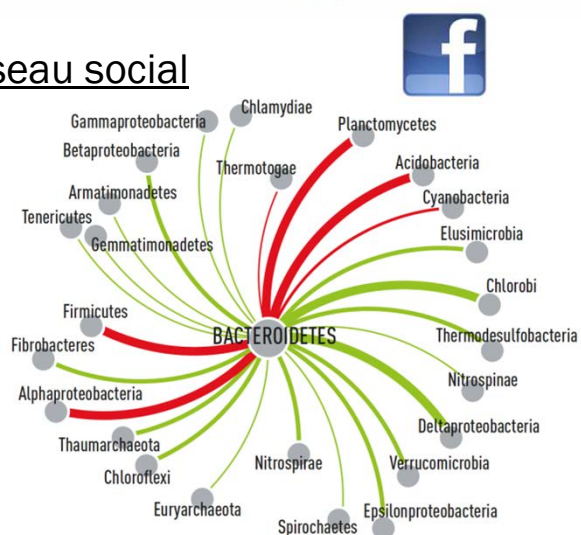 seau social
f
Chlamydiae
Gammaproteobacteria
Planctomycetes
Betaproteobacteria
Thermotogae
Acidobacteria
Armatimonadetes
Cyanobacteria
Tenericutes
Elusimicrobia
Gemmatimonadetes
Chlorobi
Firmicutes
BACTEROIDETES
Thermodesulfobacteria
Fibrobacteres
Nitrospinae
Alphaproteobacteria
Deltaproteobacteria
Thaumarchaeota
Nitrospirae
Verrucomicrobia
Chloroflexi
Euryarchaeota
Epsilonproteobacteria
Spirochaetes